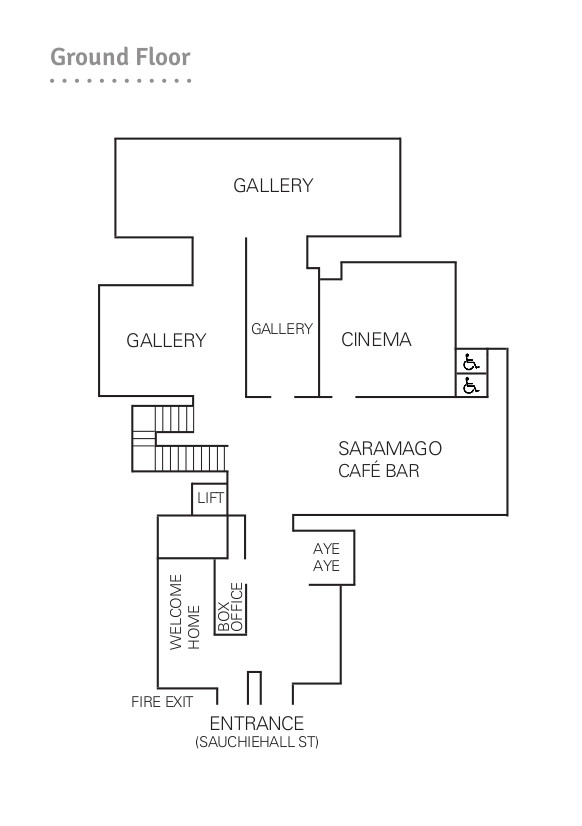 Ground Floor
GALLERY
GALLERY
GALLERY
CINEMA
SARAMAGO
CAFÉ BAR
LIFT
AYE
AYE
WELCOME
HOME
BOX
OFFICE
FIRE EXIT
ENTRANCE
(SAUCHIEHALL ST)